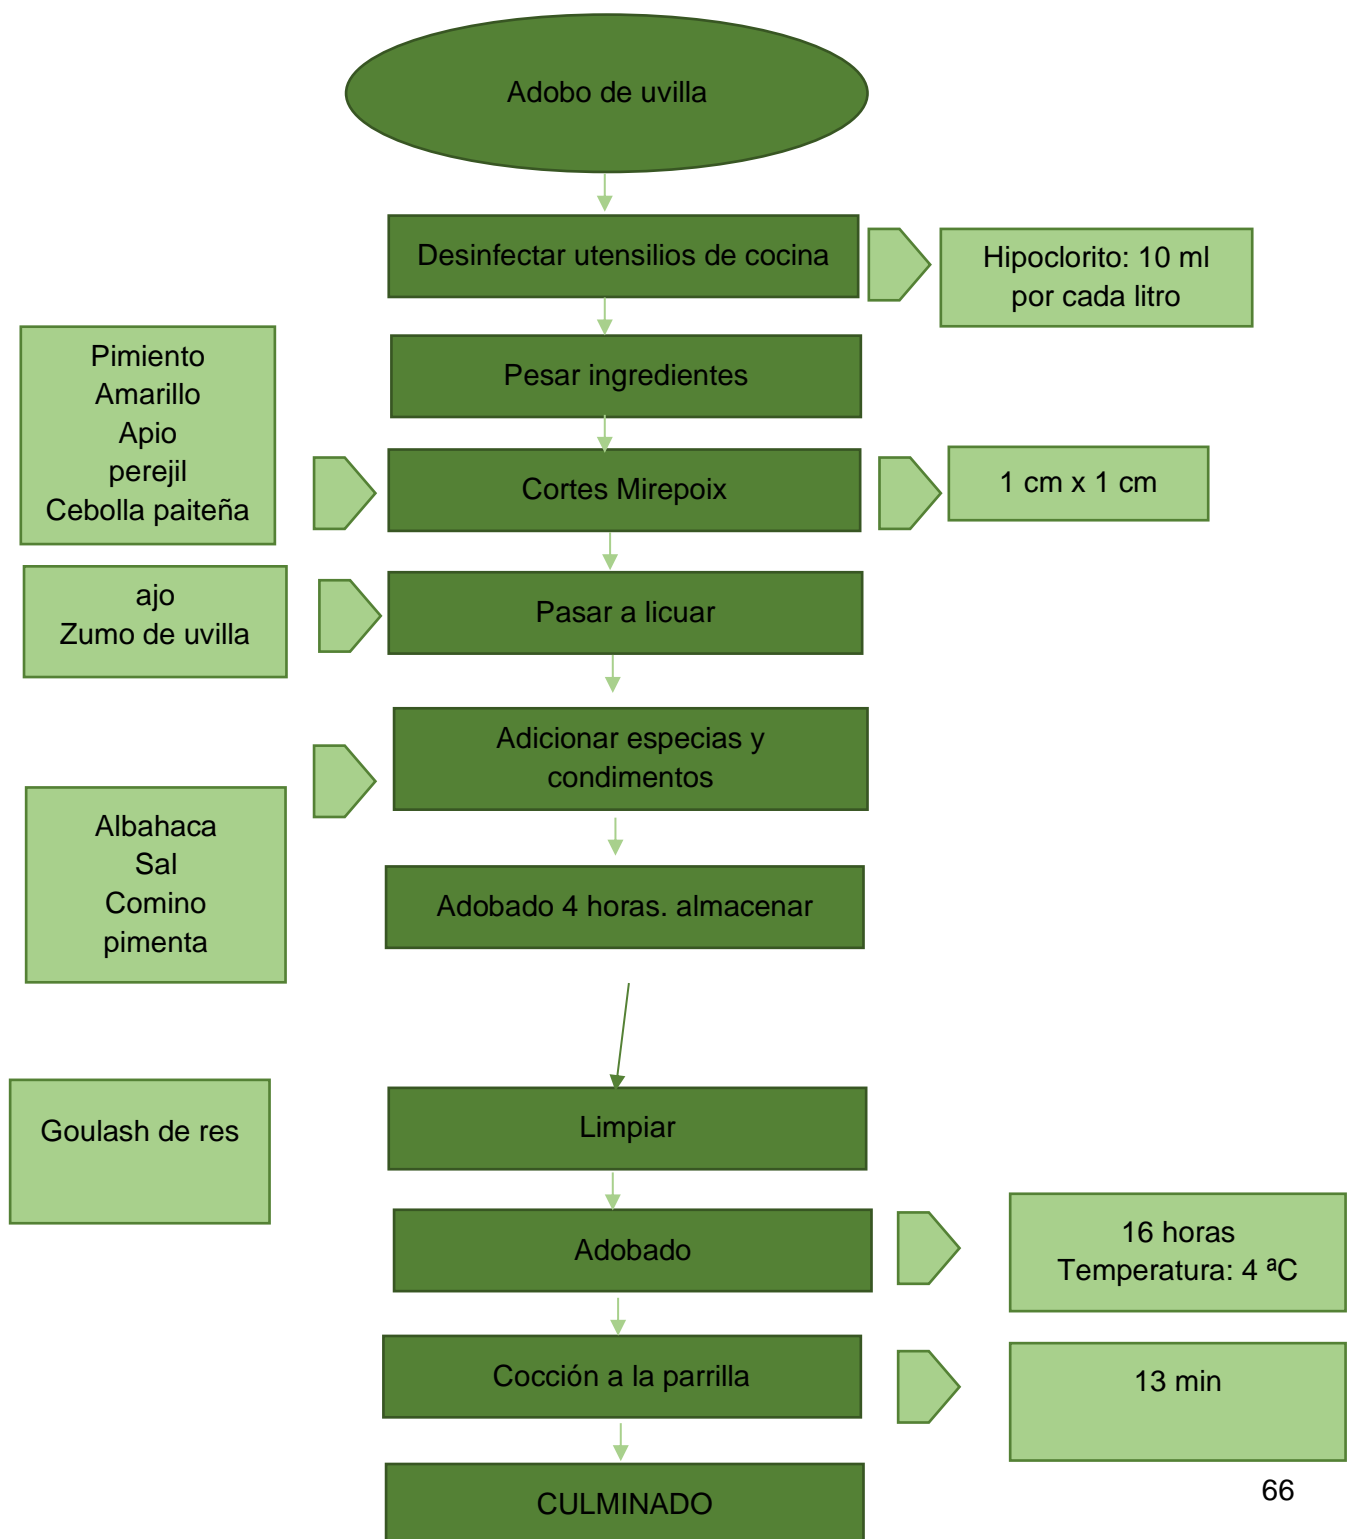 Adobo de uvilla
Desinfectar utensilios de cocina
Hipoclorito: 10 ml
por cada litro
Pesar ingredientes
Pimiento
Amarillo
Apio
perejil
Cebolla paiteña
Cortes Mirepoix
1 cm x 1 cm
ajo
Zumo de uvilla
Pasar a licuar
Adicionar especias y
condimentos
Albahaca
Sal
Comino
pimenta
Adobado 4 horas. almacenar
Goulash de res
Limpiar
Adobado
16 horas
Temperatura: 4 ªC
Cocción a la parrilla
13 min
CULMINADO
66